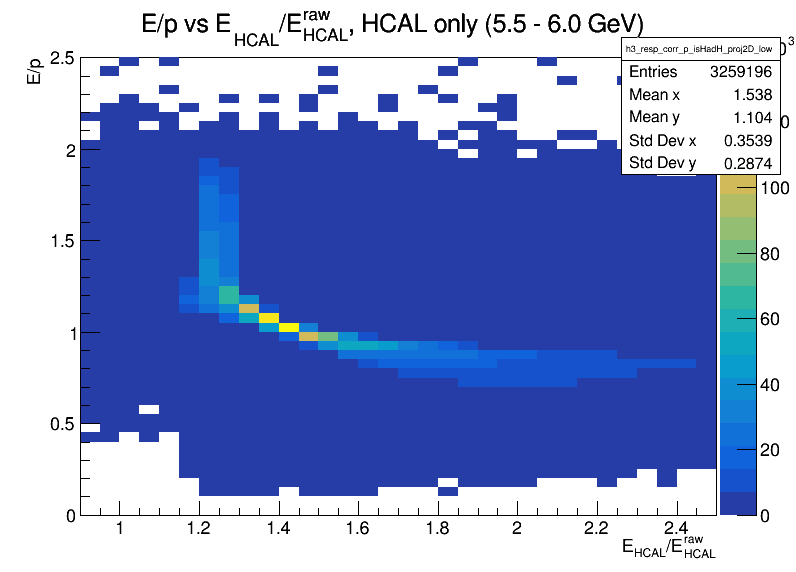 E/p vs E_HCAL/E^raw_HCAL, HCAL only (5.5 - 6.0 GeV)
h3_resp_corr_p_isHadH_proj2D_low
Entries 3259196
Mean x 1.538
Mean y 1.104
Std Dev x 0.3539
Std Dev y 0.2874
E/p
2.5
2
1.5
1
0.5
0
1
1.2
1.4
1.6
1.8
2
2.2
2.4
E_HCAL/E^raw_HCAL
100
80
60
40
20
0